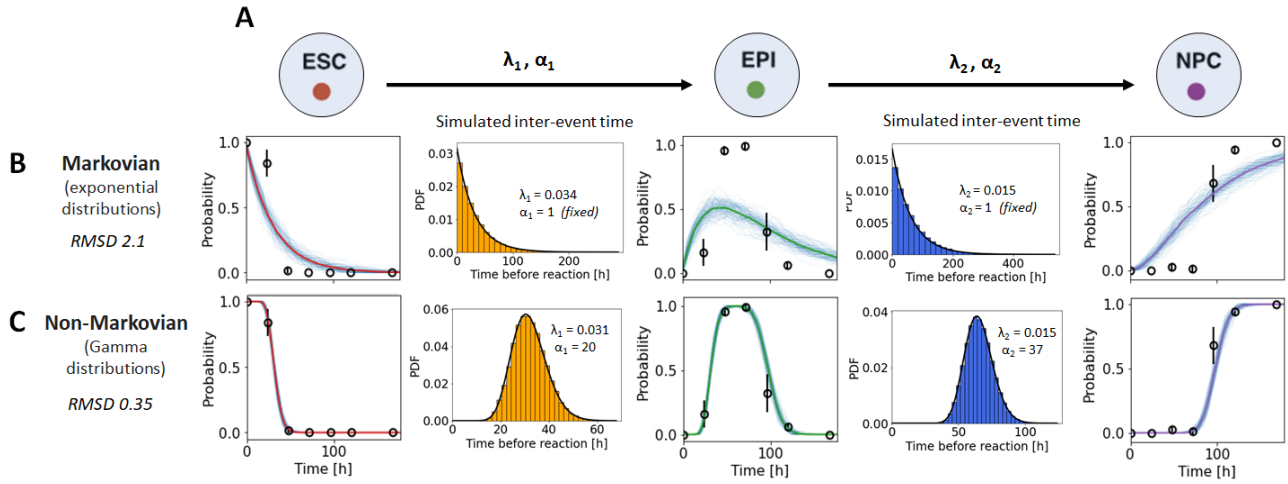 A
ESC
λ1 , α1
EPI
λ2 , α2
NPC
Simulated inter-event time
Simulated inter-event time
B
Markovian
(exponential
distributions)
RMSD 2.1
Probability
1.0
0.5
0.0
PDF
0.03
0.02
0.01
0.00
λ1 = 0.034
α1 = 1 (fixed)
0
100
200
Time before reaction [h]
Probability
1.0
0.5
0.0
PDF
0.015
0.010
0.005
0.000
λ2 = 0.015
α2 = 1 (fixed)
0
200
400
Time before reaction [h]
Probability
1.0
0.5
0.0
C
Non-Markovian
(Gamma
distributions)
RMSD 0.35
Probability
1.0
0.5
0.0
0
100
Time [h]
PDF
0.06
0.04
0.02
0.00
λ1 = 0.031
α1 = 20
20
40
60
Time before reaction [h]
Probability
1.0
0.5
0.0
0
100
Time [h]
PDF
0.04
0.02
0.00
λ2 = 0.015
α2 = 37
0
50
100
Time before reaction [h]
Probability
1.0
0.5
0.0
0
100
Time [h]